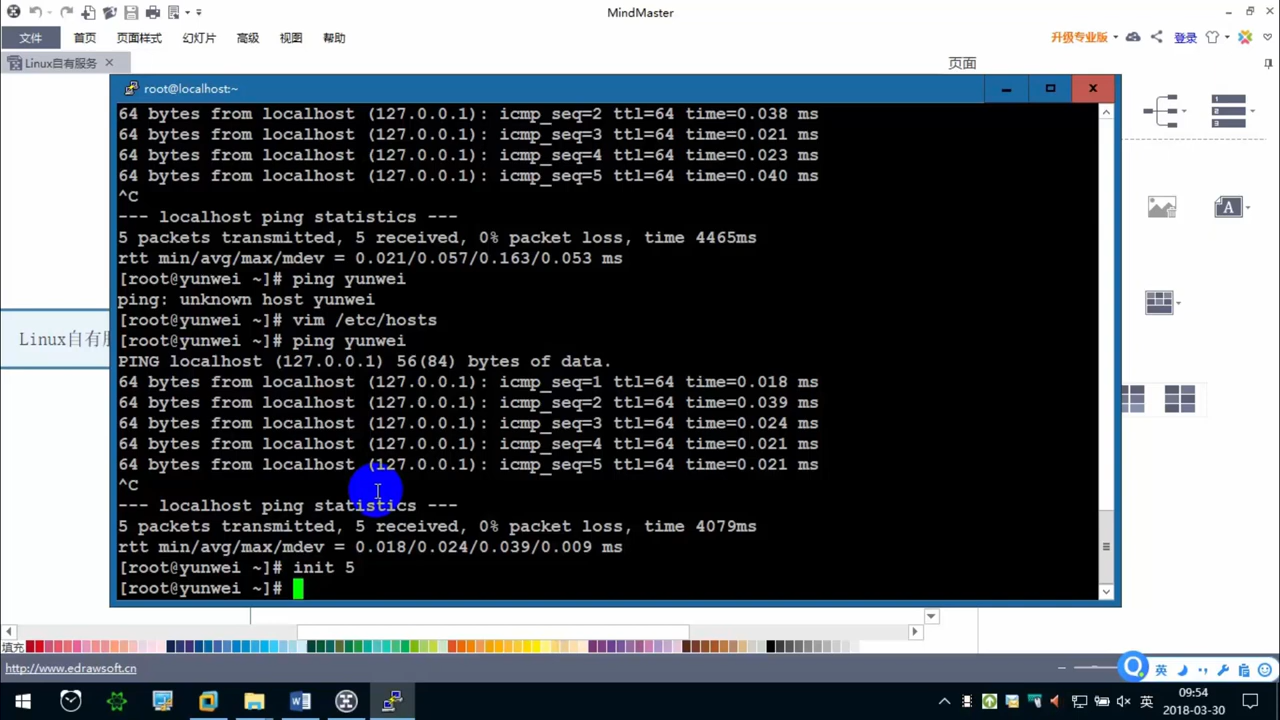 MindMaster
文件 首页 页面样式 幻灯片 高级 视图 帮助 升级专业版 登录
Linux自有服务 页面
root@localhost:~
64 bytes from localhost (127.0.0.1): icmp_seq=2 ttl=64 time=0.038 ms
64 bytes from localhost (127.0.0.1): icmp_seq=3 ttl=64 time=0.021 ms
64 bytes from localhost (127.0.0.1): icmp_seq=4 ttl=64 time=0.023 ms
64 bytes from localhost (127.0.0.1): icmp_seq=5 ttl=64 time=0.040 ms
^C
--- localhost ping statistics ---
5 packets transmitted, 5 received, 0% packet loss, time 4465ms
rtt min/avg/max/mdev = 0.021/0.057/0.163/0.053 ms
[root@yunwei ~]# ping yunwei
ping: unknown host yunwei
[root@yunwei ~]# vim /etc/hosts
[root@yunwei ~]# ping yunwei
PING localhost (127.0.0.1) 56(84) bytes of data.
64 bytes from localhost (127.0.0.1): icmp_seq=1 ttl=64 time=0.018 ms
64 bytes from localhost (127.0.0.1): icmp_seq=2 ttl=64 time=0.039 ms
64 bytes from localhost (127.0.0.1): icmp_seq=3 ttl=64 time=0.024 ms
64 bytes from localhost (127.0.0.1): icmp_seq=4 ttl=64 time=0.021 ms
64 bytes from localhost (127.0.0.1): icmp_seq=5 ttl=64 time=0.021 ms
^C
--- localhost ping statistics ---
5 packets transmitted, 5 received, 0% packet loss, time 4079ms
rtt min/avg/max/mdev = 0.018/0.024/0.039/0.009 ms
[root@yunwei ~]# init 5
[root@yunwei ~]#
Linux自有
填充
http://www.edrawsoft.cn
英
英 09:54
2018-03-30